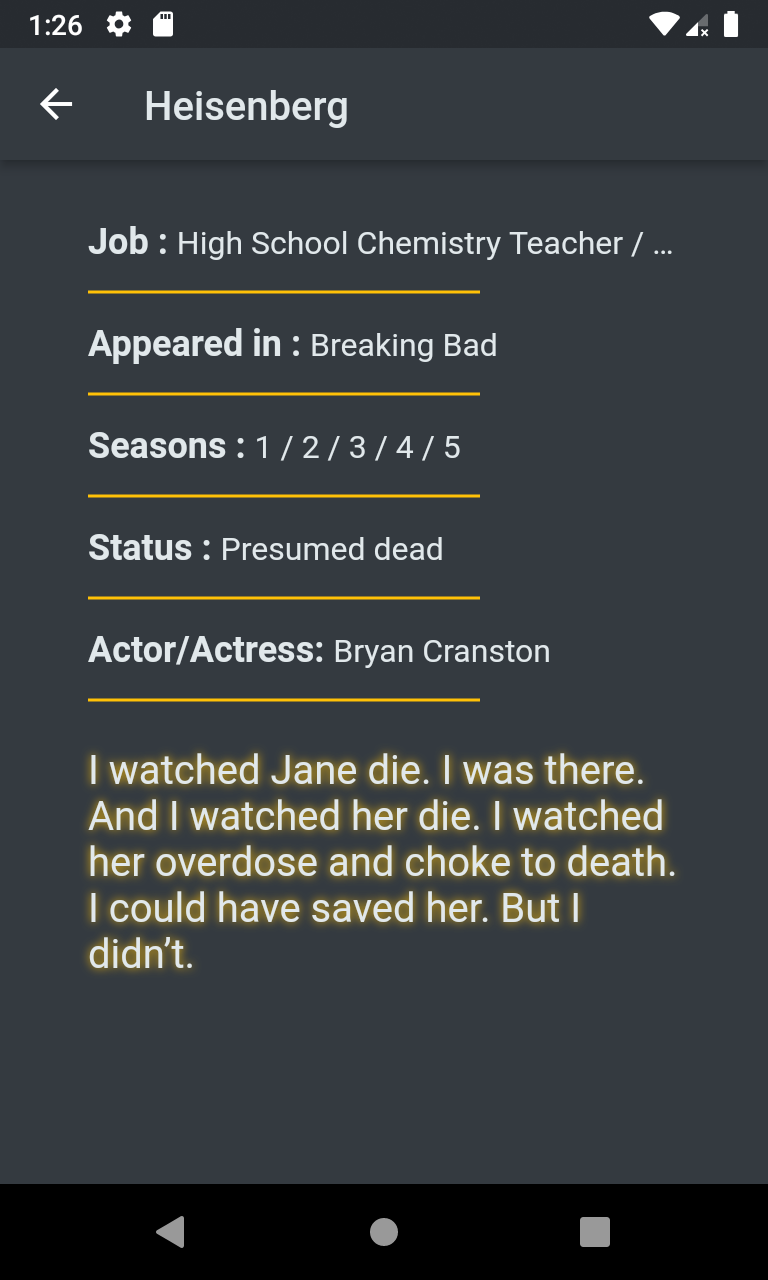 1:26
Heisenberg
Job : High School Chemistry Teacher / ...
Appeared in : Breaking Bad
Seasons : 1 / 2 / 3 / 4 / 5
Status : Presumed dead
Actor/Actress: Bryan Cranston
I watched Jane die. I was there.
And I watched her die. I watched
her overdose and choke to death.
I could have saved her. But I
didn’t.